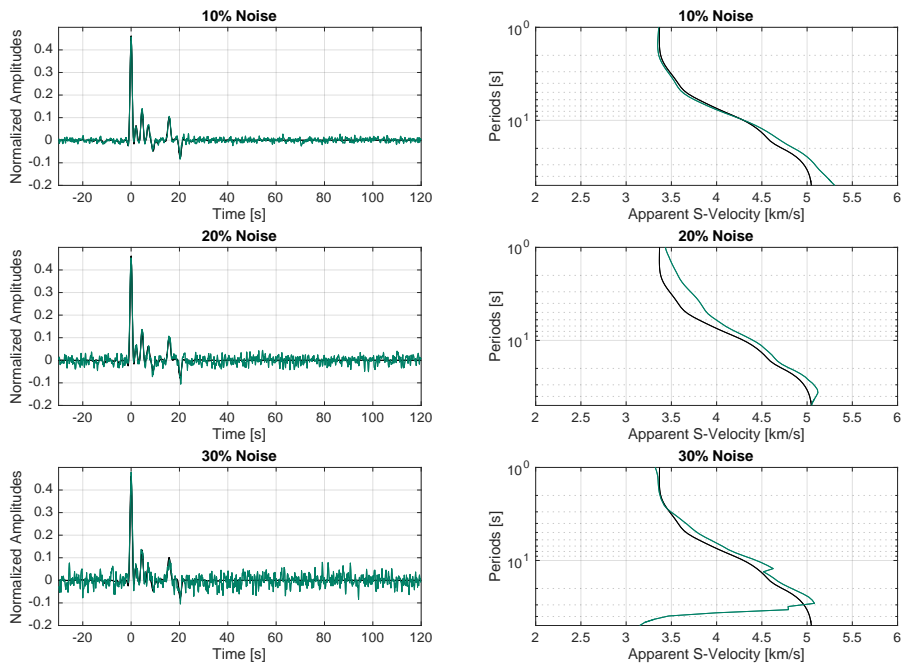 10% Noise
Normalized Amplitudes
0.4
0.3
0.2
0.1
0
-0.1
-0.2
-20 0 20 40 60 80 100 120
Time [s]
10% Noise
Periods [s]
10^0
10^1
2 2.5 3 3.5 4 4.5 5 5.5 6
Apparent S-Velocity [km/s]
20% Noise
Normalized Amplitudes
0.4
0.3
0.2
0.1
0
-0.1
-0.2
-20 0 20 40 60 80 100 120
Time [s]
20% Noise
Periods [s]
10^0
10^1
2 2.5 3 3.5 4 4.5 5 5.5 6
Apparent S-Velocity [km/s]
30% Noise
Normalized Amplitudes
0.4
0.3
0.2
0.1
0
-0.1
-0.2
-20 0 20 40 60 80 100 120
Time [s]
30% Noise
Periods [s]
10^0
10^1
2 2.5 3 3.5 4 4.5 5 5.5 6
Apparent S-Velocity [km/s]